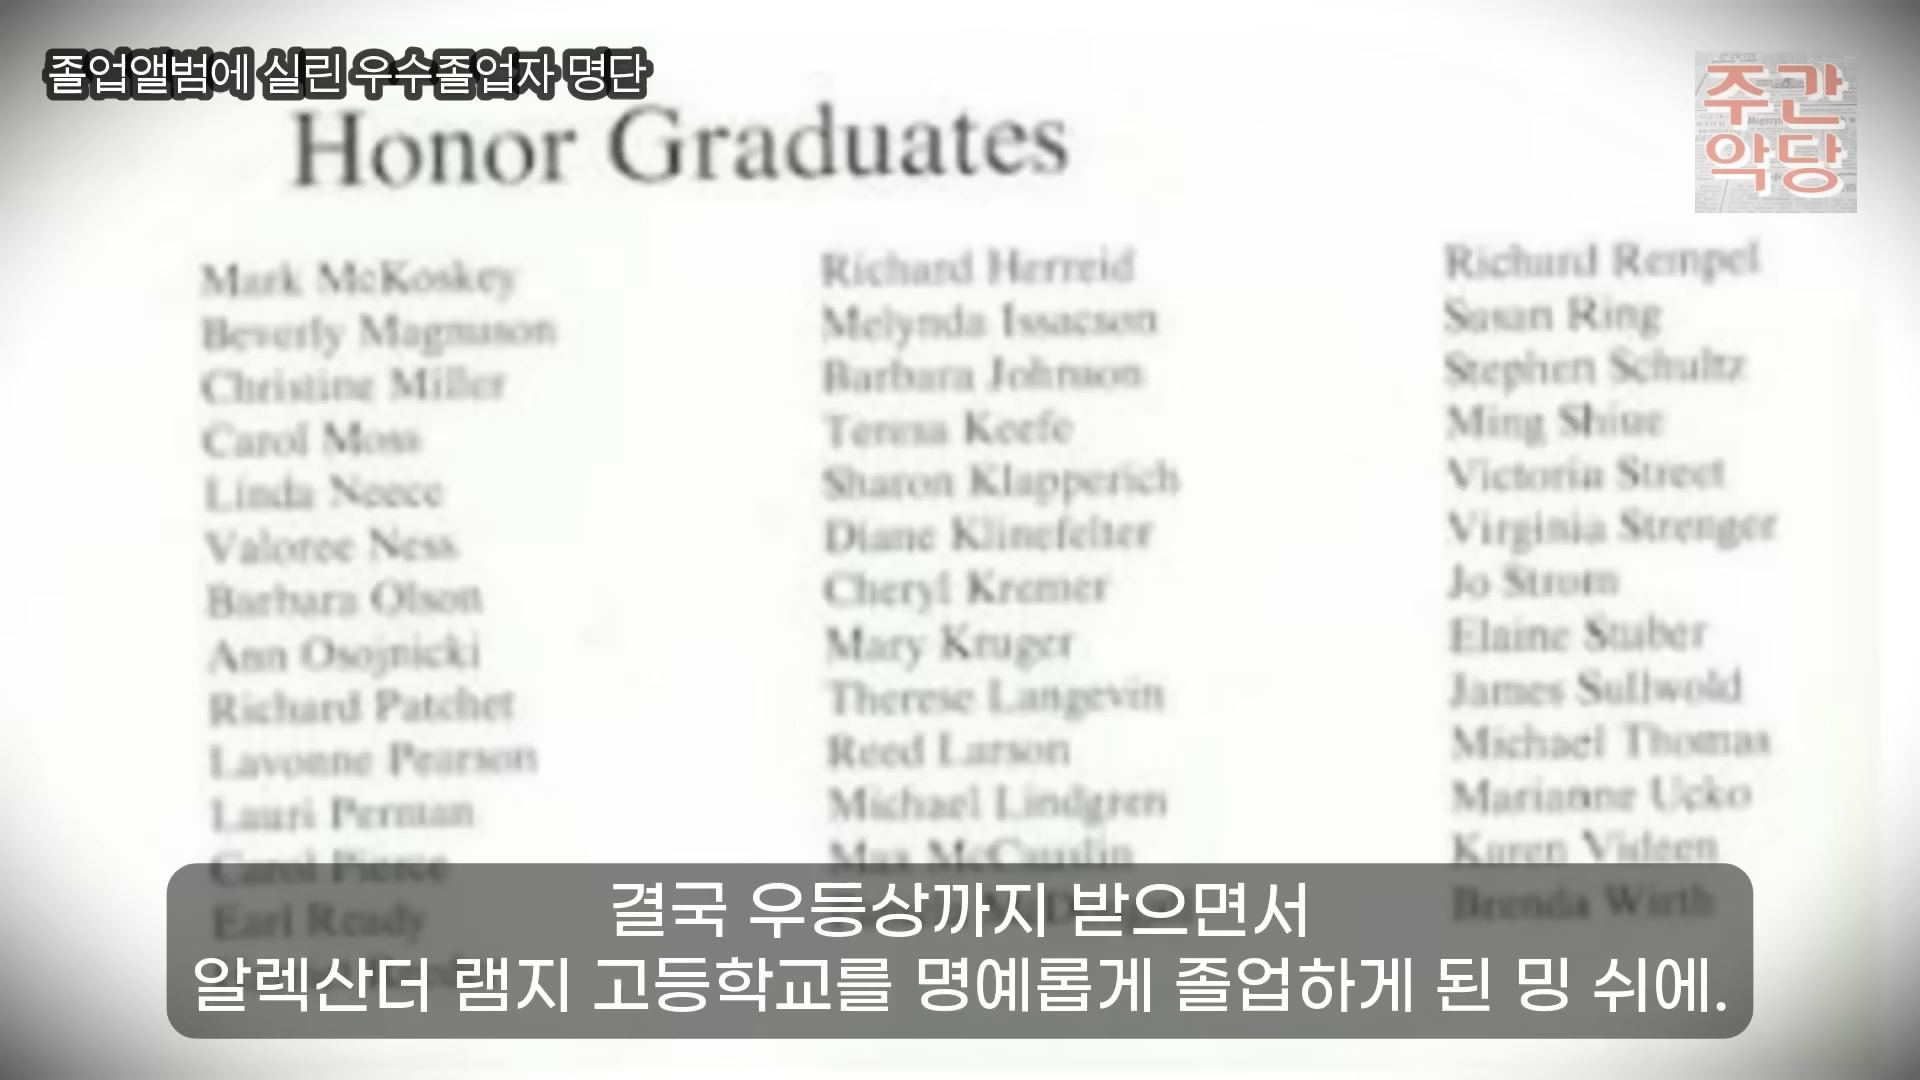 졸업앨범에 실린 우수졸업자 명단
주간
악당
Honor Graduates
Mark McKoskey
Beverly Magnuson
Christine Miller
Carol Moss
Linda Neece
Valoree Ness
Barbara Olson
Ann Osojnicki
Richard Patchet
Lavonne Pearson
Lauri Perman
Carol Pierce
Earl Ready
Richard Herreid
Melynda Issacson
Barbara Johnson
Teresa Keefe
Sharon Klapperich
Diane Klinefelter
Cheryl Kremer
Mary Kruger
Therese Langevin
Reed Larson
Michael Lindgren
Max McCauslin
Richard Rempel
Susan Ring
Stephen Schultz
Ming Shiue
Victoria Street
Virginia Strenger
Jo Strom
Elaine Stuber
James Sullwold
Michael Thomas
Marianne Ucko
Karen Videen
Brenda Wirth
결국 우등상까지 받으면서
알렉산더 램지 고등학교를 명예롭게 졸업하게 된 밍 쉬에.